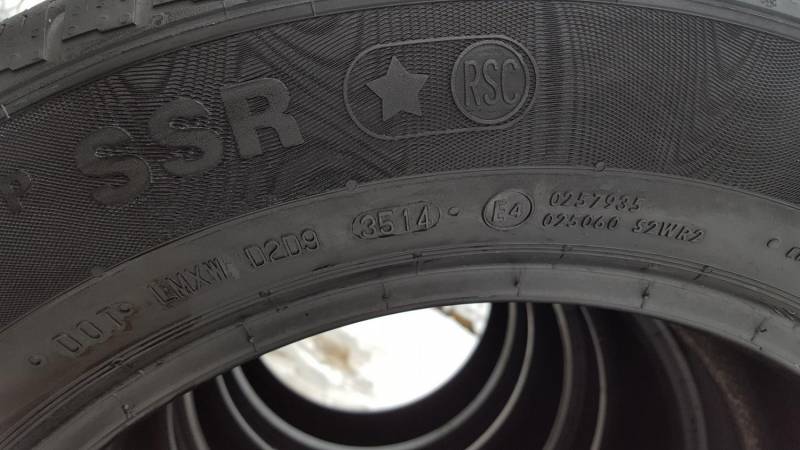 P SSR
RSC
DOT LMXW D2D9 3514 E4
0257935
025060 S2WR2